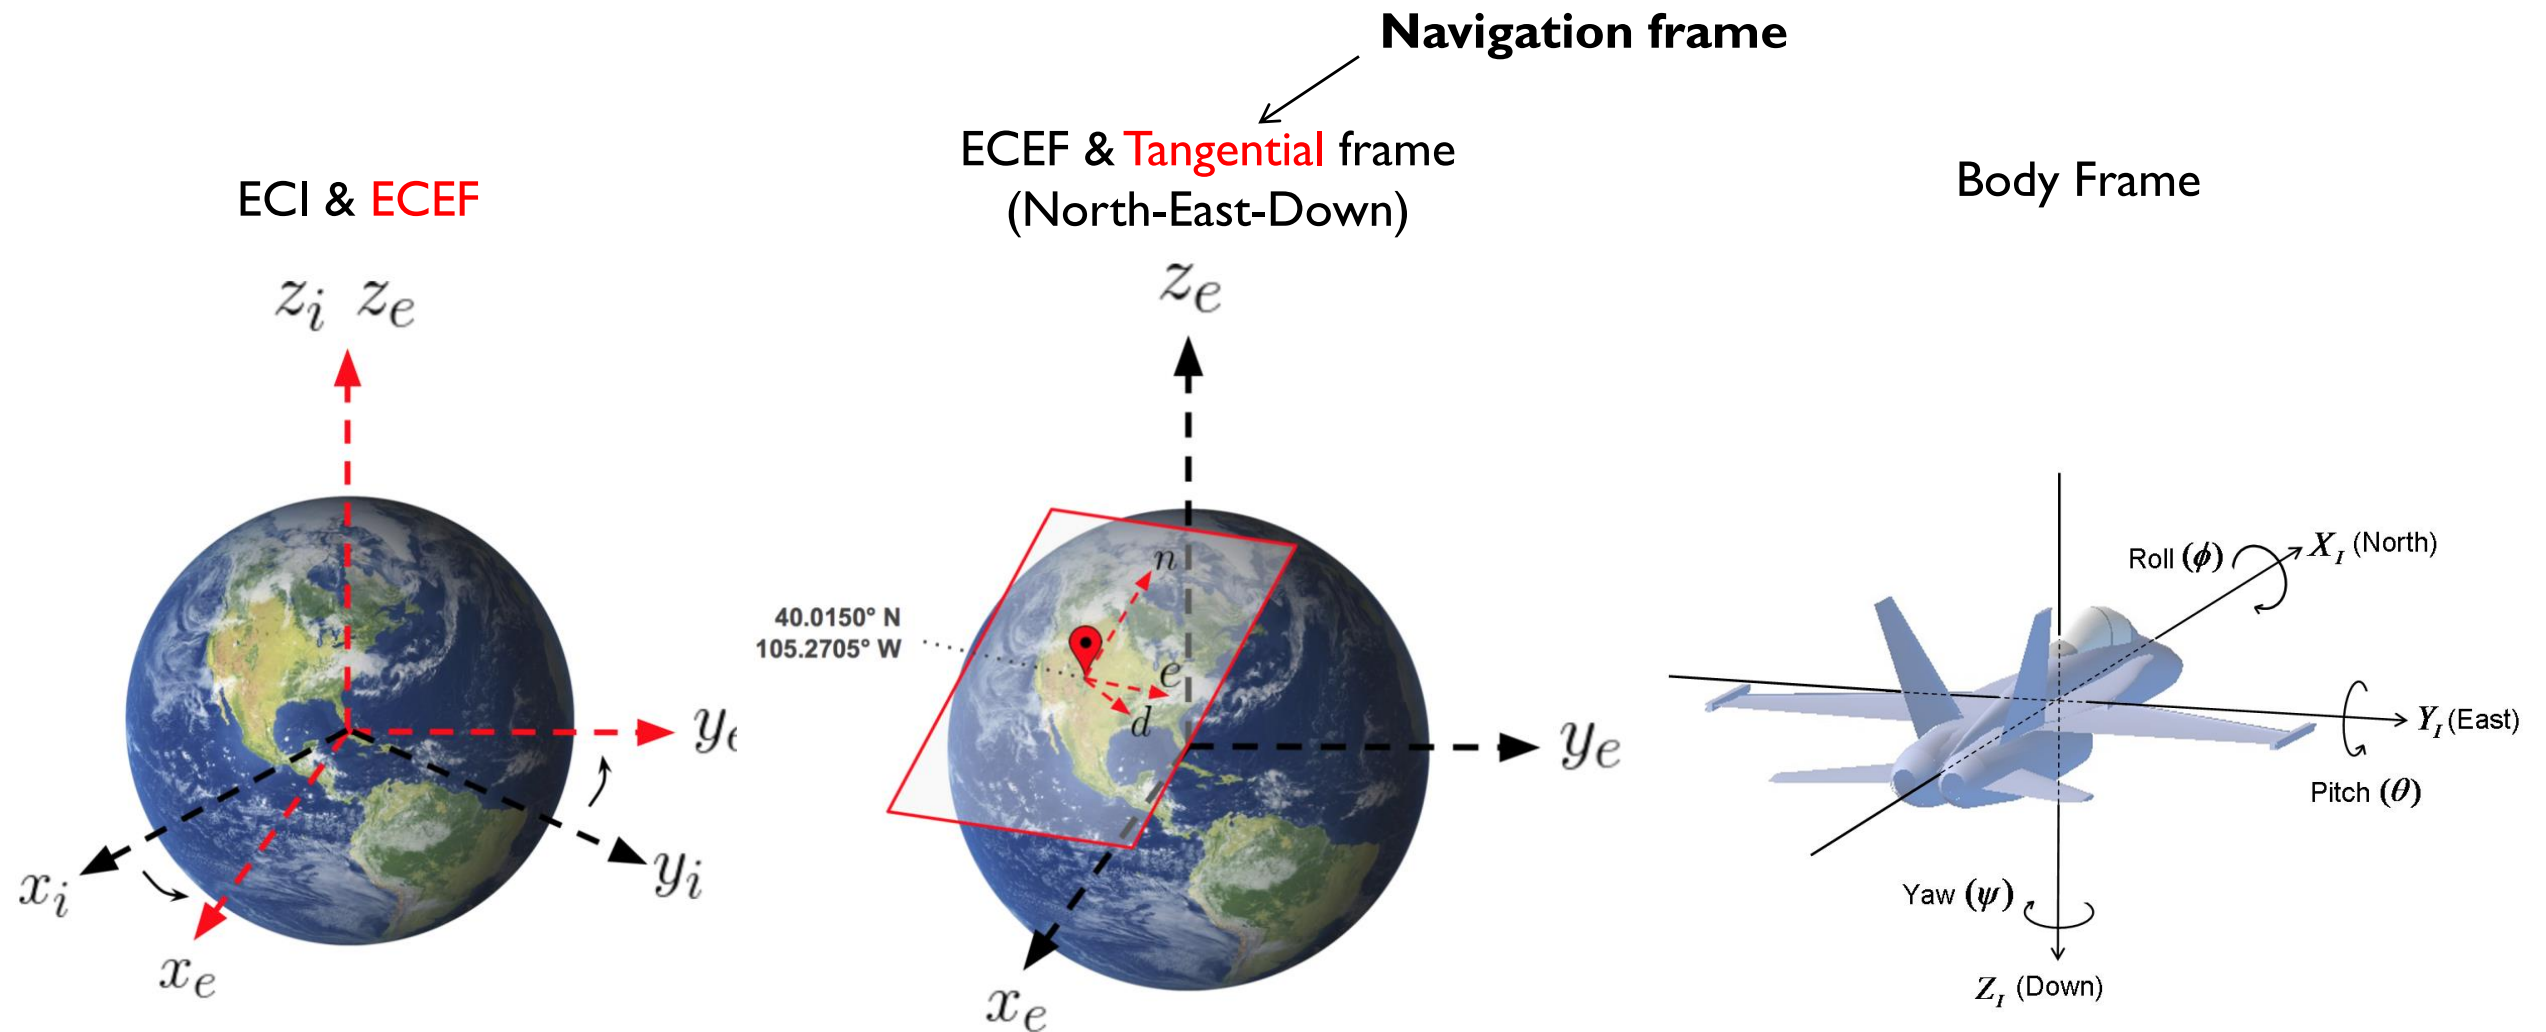 Navigation frame
ECI & ECEF
z_i z_e
y_e
y_i
x_i
x_e
ECEF & Tangential frame
(North-East-Down)
z_e
n
40.0150° N
105.2705° W
e
d
y_e
x_e
Body Frame
Roll (ϕ)
X_I (North)
Y_I (East)
Pitch (θ)
Yaw (ψ)
Z_I (Down)